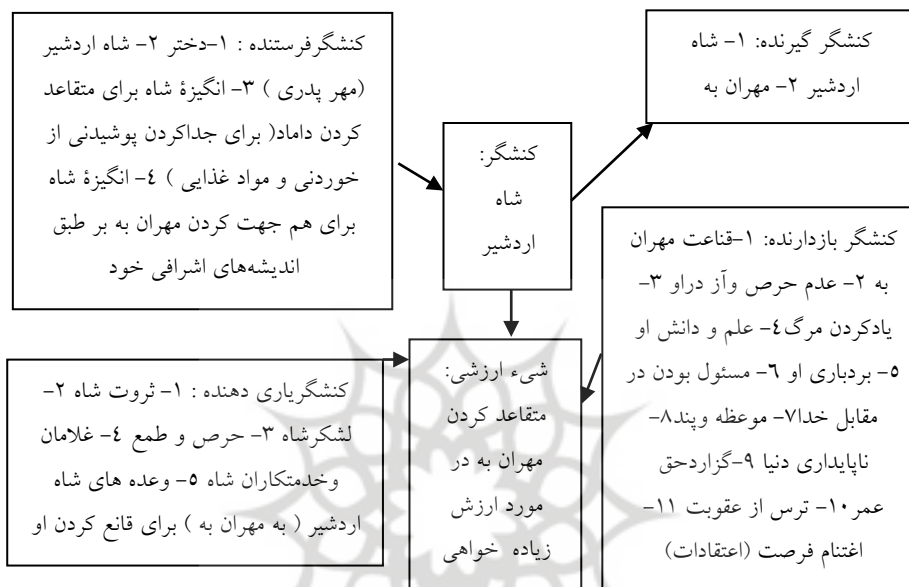 کنشگر گیرنده: ۱- شاه
اردشیر ۲- مهران به
کنشگرفرستنده : ۱-دختر ۲- شاه اردشیر
(مهر پدری ) ۳- انگیزۀ شاه برای متقاعد
کردن داماد( برای جداکردن پوشیدنی از
خوردنی و مواد غذایی ) ٤- انگیزۀ شاه
برای هم جهت کردن مهران به بر طبق
اندیشه‌های اشرافی خود
کنشگر:
شاه
اردشیر
کنشگر بازدارنده: ۱-قناعت مهران
به ۲- عدم حرص وآز دراو ۳-
یادکردن مرگ٤- علم و دانش او
٥- بردباری او ٦- مسئول بودن در
مقابل خدا۷- موعظه وپند۸-
ناپایداری دنیا ۹-گزاردحق
عمر۱۰- ترس از عقوبت ۱۱-
اغتنام فرصت (اعتقادات)
شیء ارزشی:
متقاعد کردن
مهران به در
مورد ارزش
زیاده خواهی
کنشگریاری دهنده : ۱- ثروت شاه ۲-
لشکرشاه ۳- حرص و طمع ٤- غلامان
وخدمتکاران شاه ٥- وعده های شاه
اردشیر ( به مهران به ) برای قانع کردن او